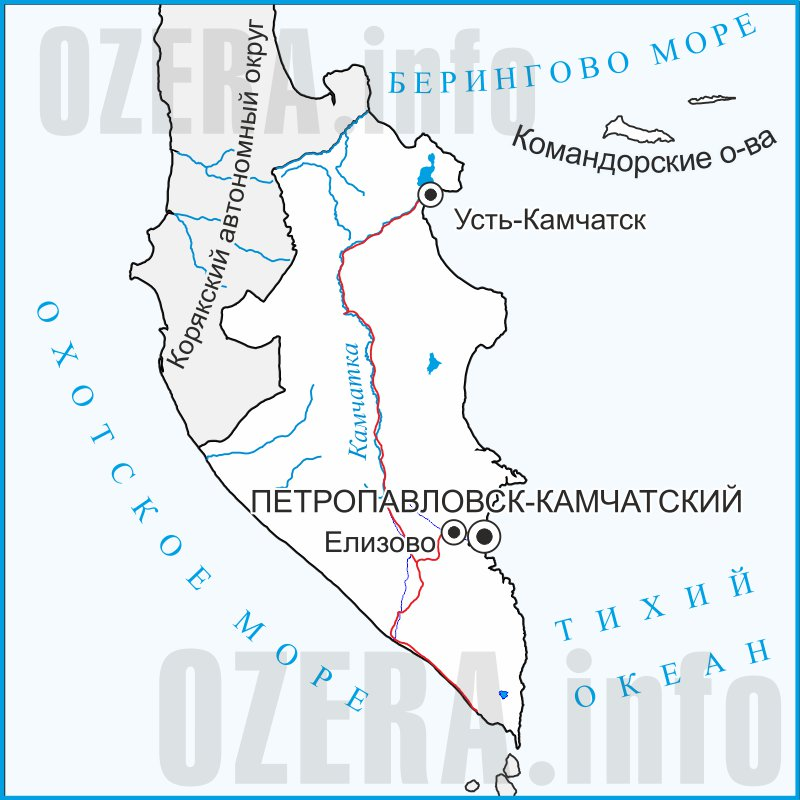 OZERA.info
БЕРИНГОВО МОРЕ
Командорские о-ва
Корякский автономный округ
Усть-Камчатск
ОХОТСКОЕ МОРЕ
Камчатка
ПЕТРОПАВЛОВСК-КАМЧАТСКИЙ
Елизово
ТИХИЙ
ОКЕАН
OZERA.info